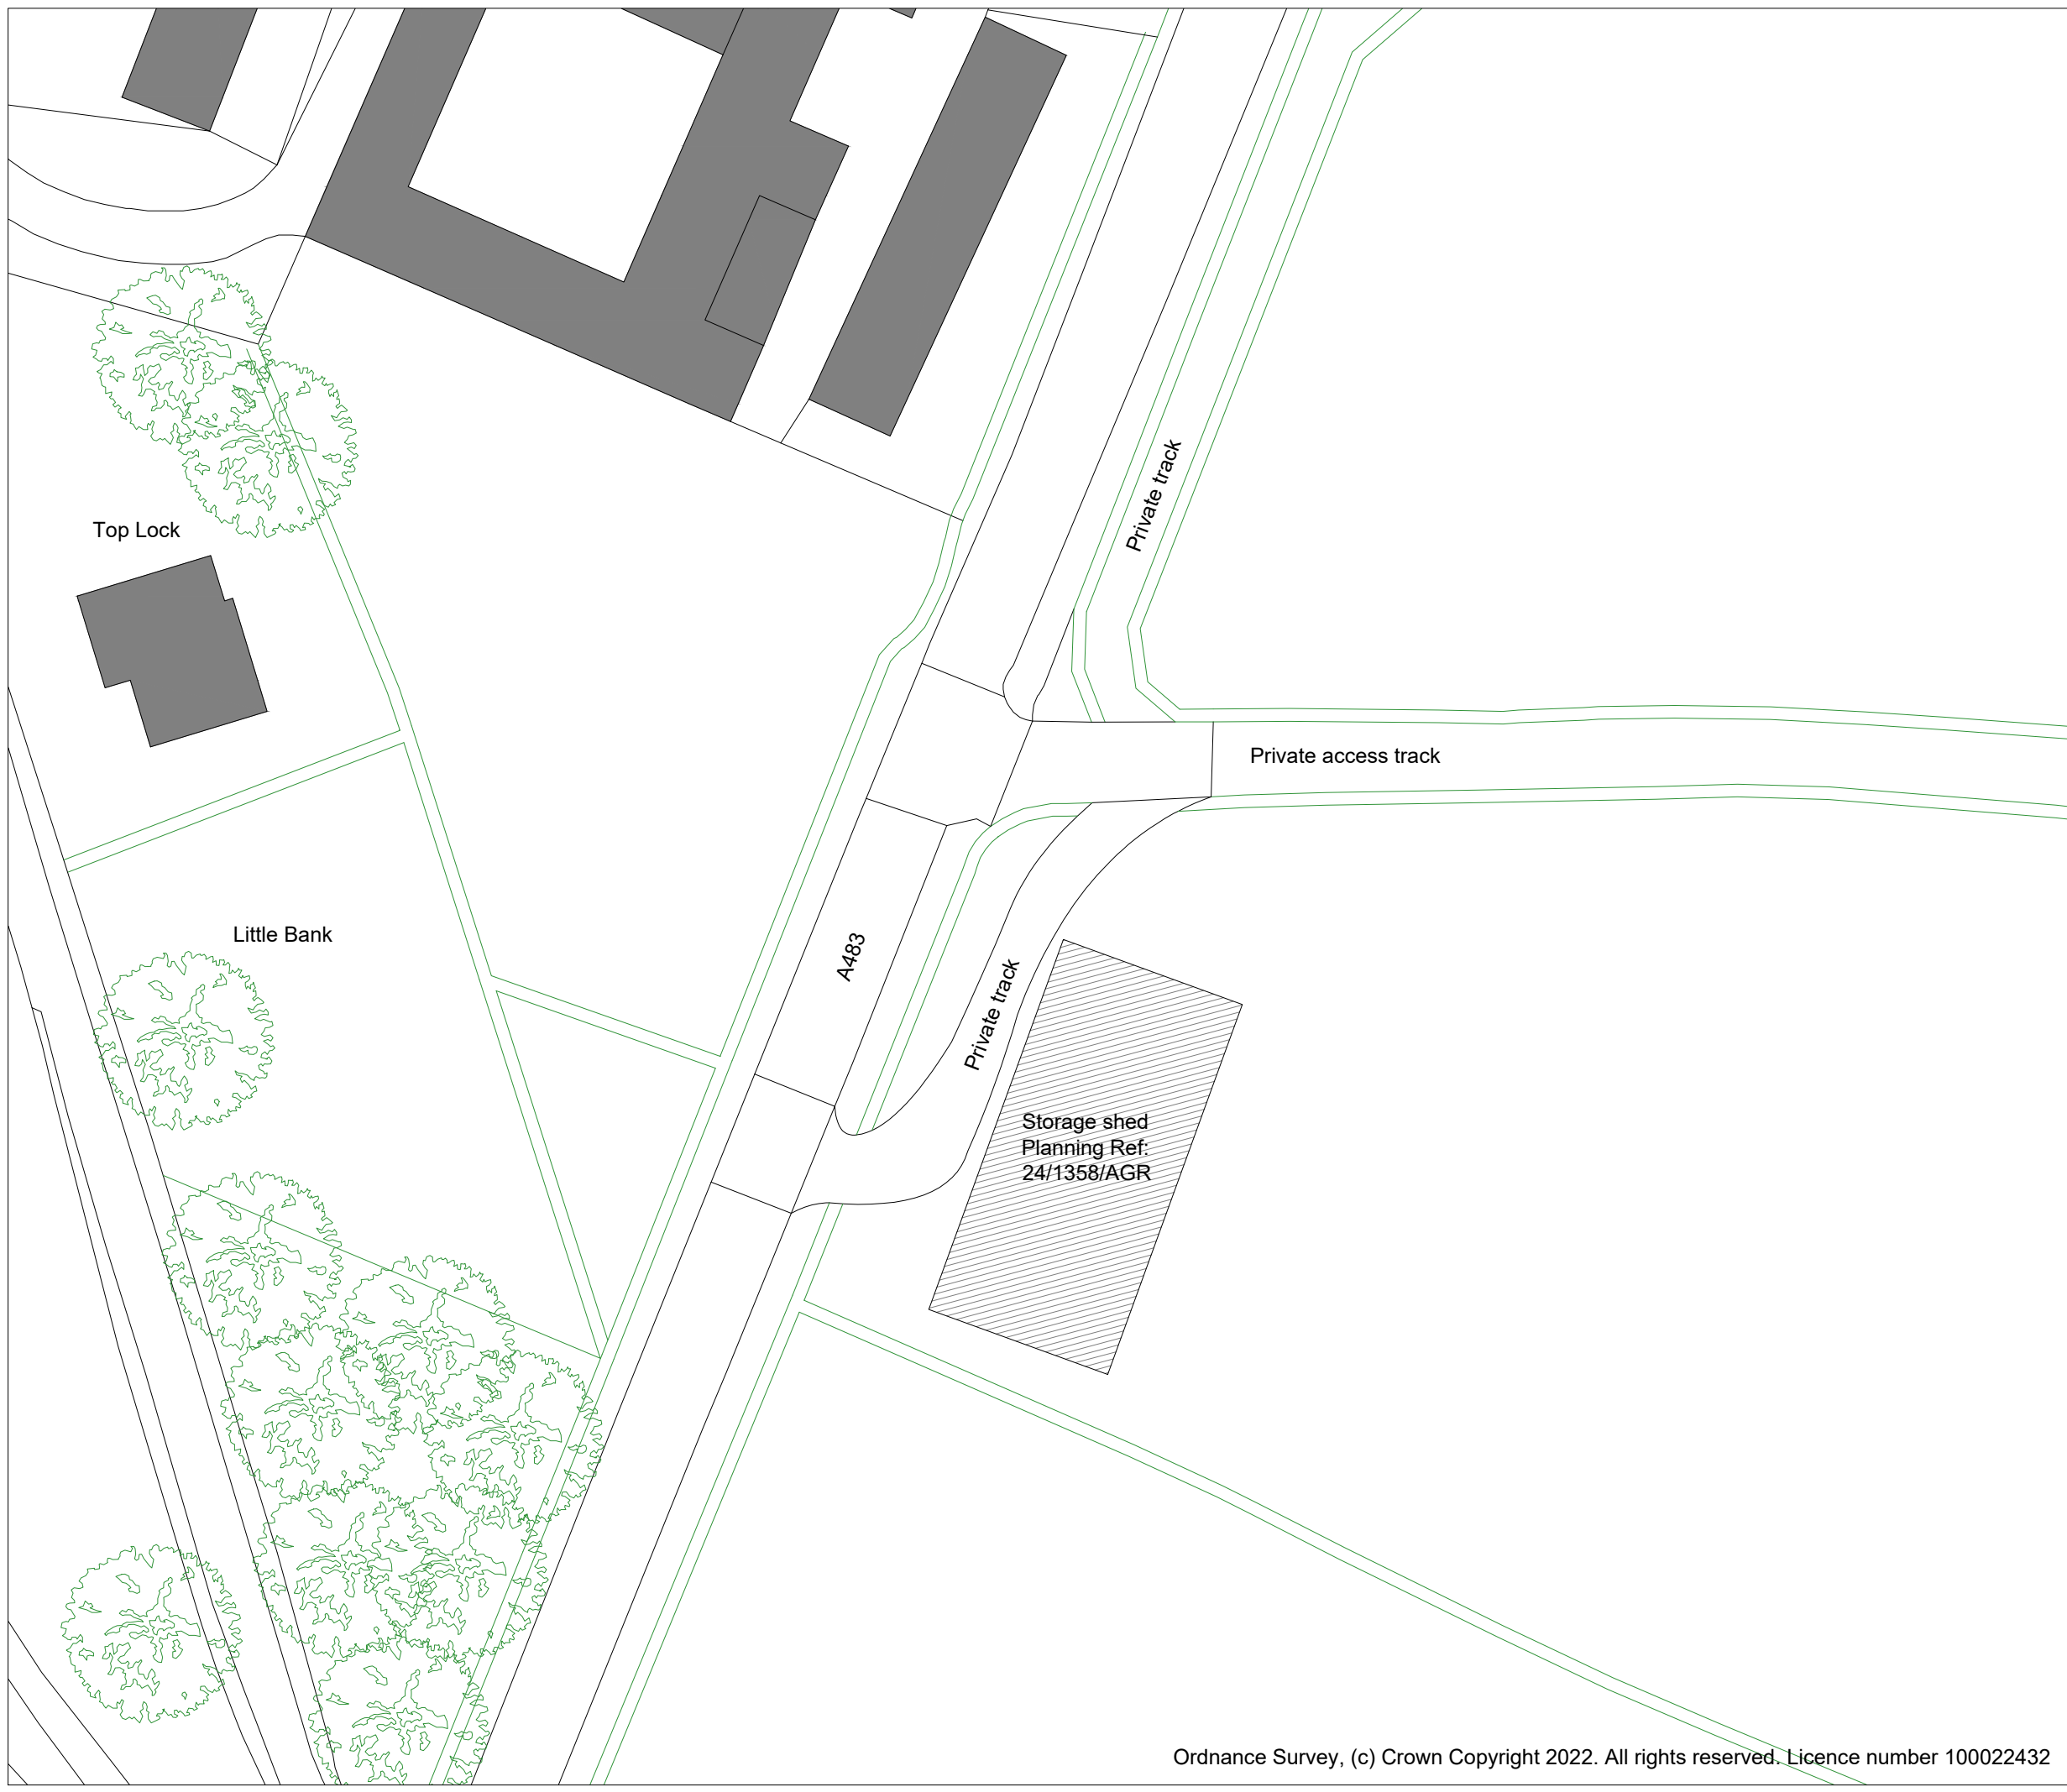 Private track
Top Lock
Private access track
Little Bank
A483
Private track
Storage shed
Planning Ref:
24/1358/AGR
Ordnance Survey, (c) Crown Copyright 2022. All rights reserved. Licence number 100022432